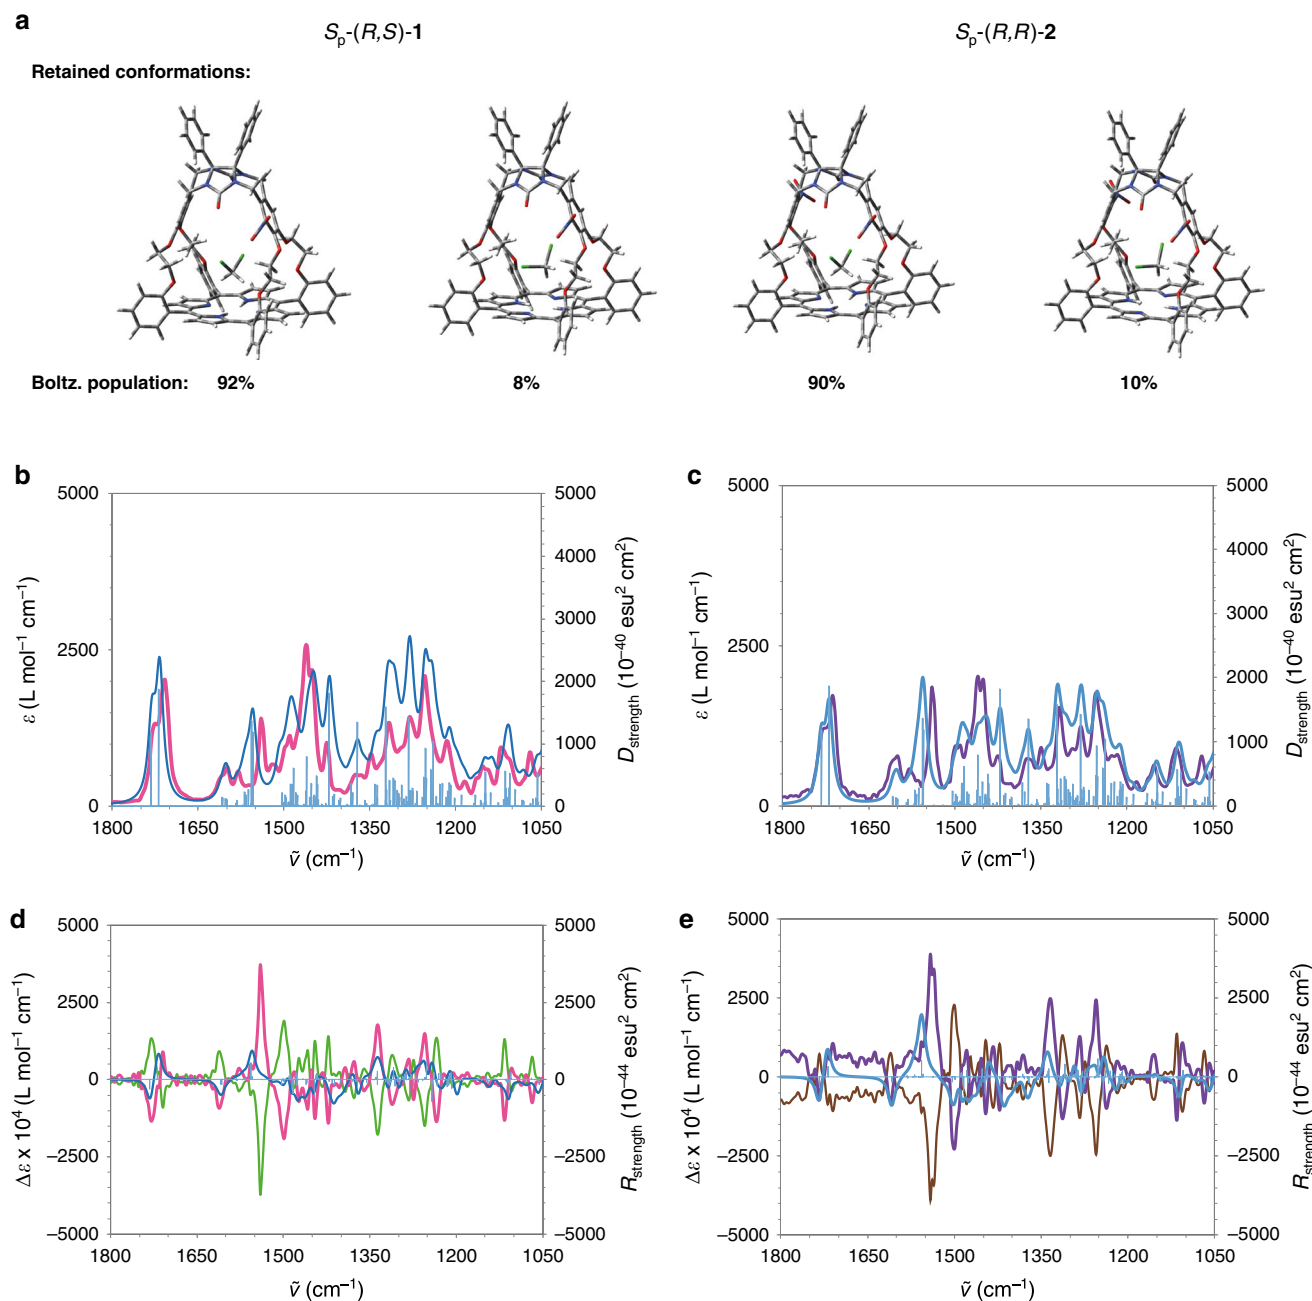 a
Sp-(R,S)-1
Sp-(R,R)-2
Retained conformations:
Boltz. population: 92% 8% 90% 10%
b
5000
2500
0
ε (L mol⁻¹ cm⁻¹)
5000
4000
3000
2000
1000
0
Dstrength (10⁻⁴⁰ esu² cm²)
1800 1650 1500 1350 1200 1050
ṽ (cm⁻¹)
c
5000
2500
0
ε (L mol⁻¹ cm⁻¹)
5000
4000
3000
2000
1000
0
Dstrength (10⁻⁴⁰ esu² cm²)
1800 1650 1500 1350 1200 1050
ṽ (cm⁻¹)
d
5000
2500
0
−2500
−5000
Δε x 10⁴ (L mol⁻¹ cm⁻¹)
5000
2500
0
−2500
−5000
Rstrength (10⁻⁴⁴ esu² cm²)
1800 1650 1500 1350 1200 1050
ṽ (cm⁻¹)
e
5000
2500
0
−2500
−5000
Δε x 10⁴ (L mol⁻¹ cm⁻¹)
5000
2500
0
−2500
−5000
Rstrength (10⁻⁴⁴ esu² cm²)
1800 1650 1500 1350 1200 1050
ṽ (cm⁻¹)